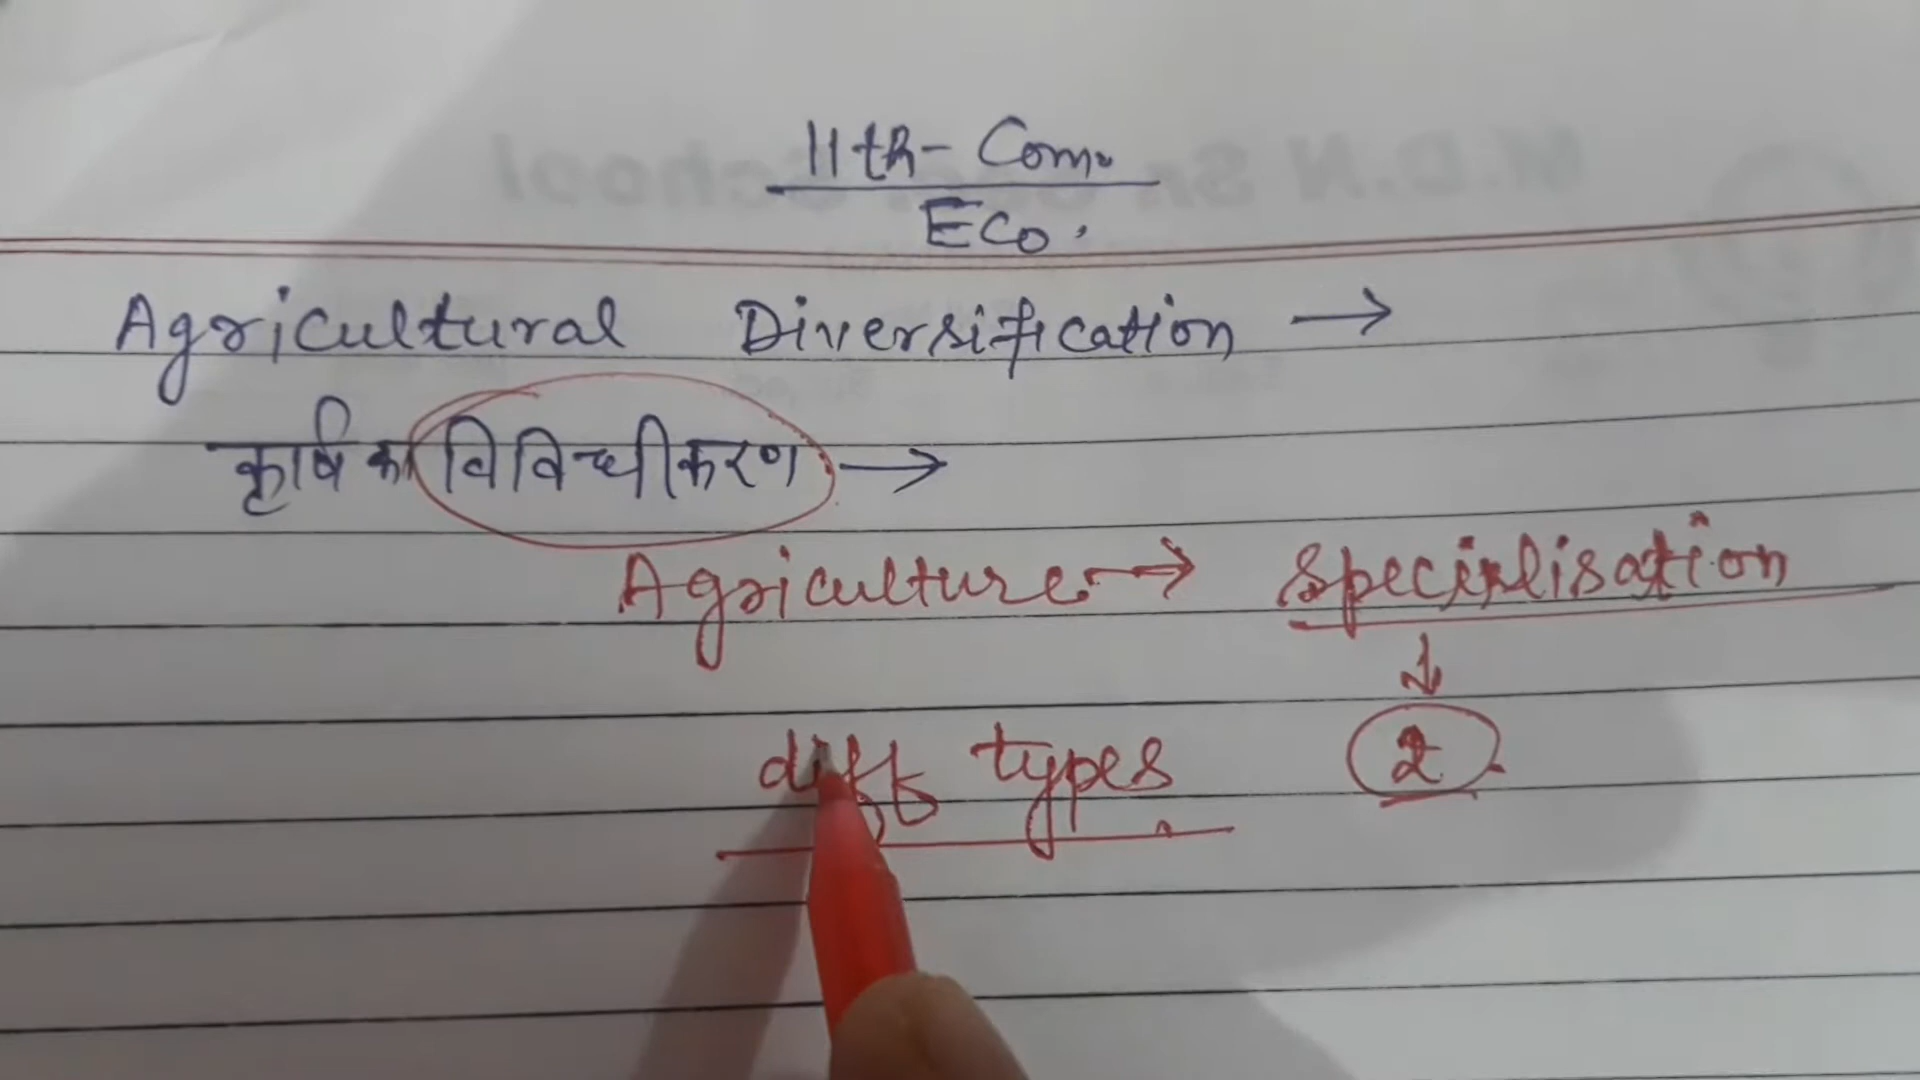 11th- Com.
Eco.
Agricultural Diversification →
कृषि का विविधीकरण →
Agriculture. → Specialisation
↓
diff types 2